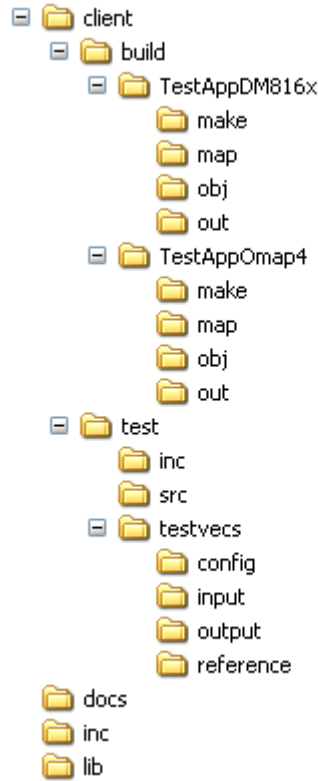 client
build
TestAppDM816x
make
map
obj
out
TestAppOmap4
make
map
obj
out
test
inc
src
testvecs
config
input
output
reference
docs
inc
lib